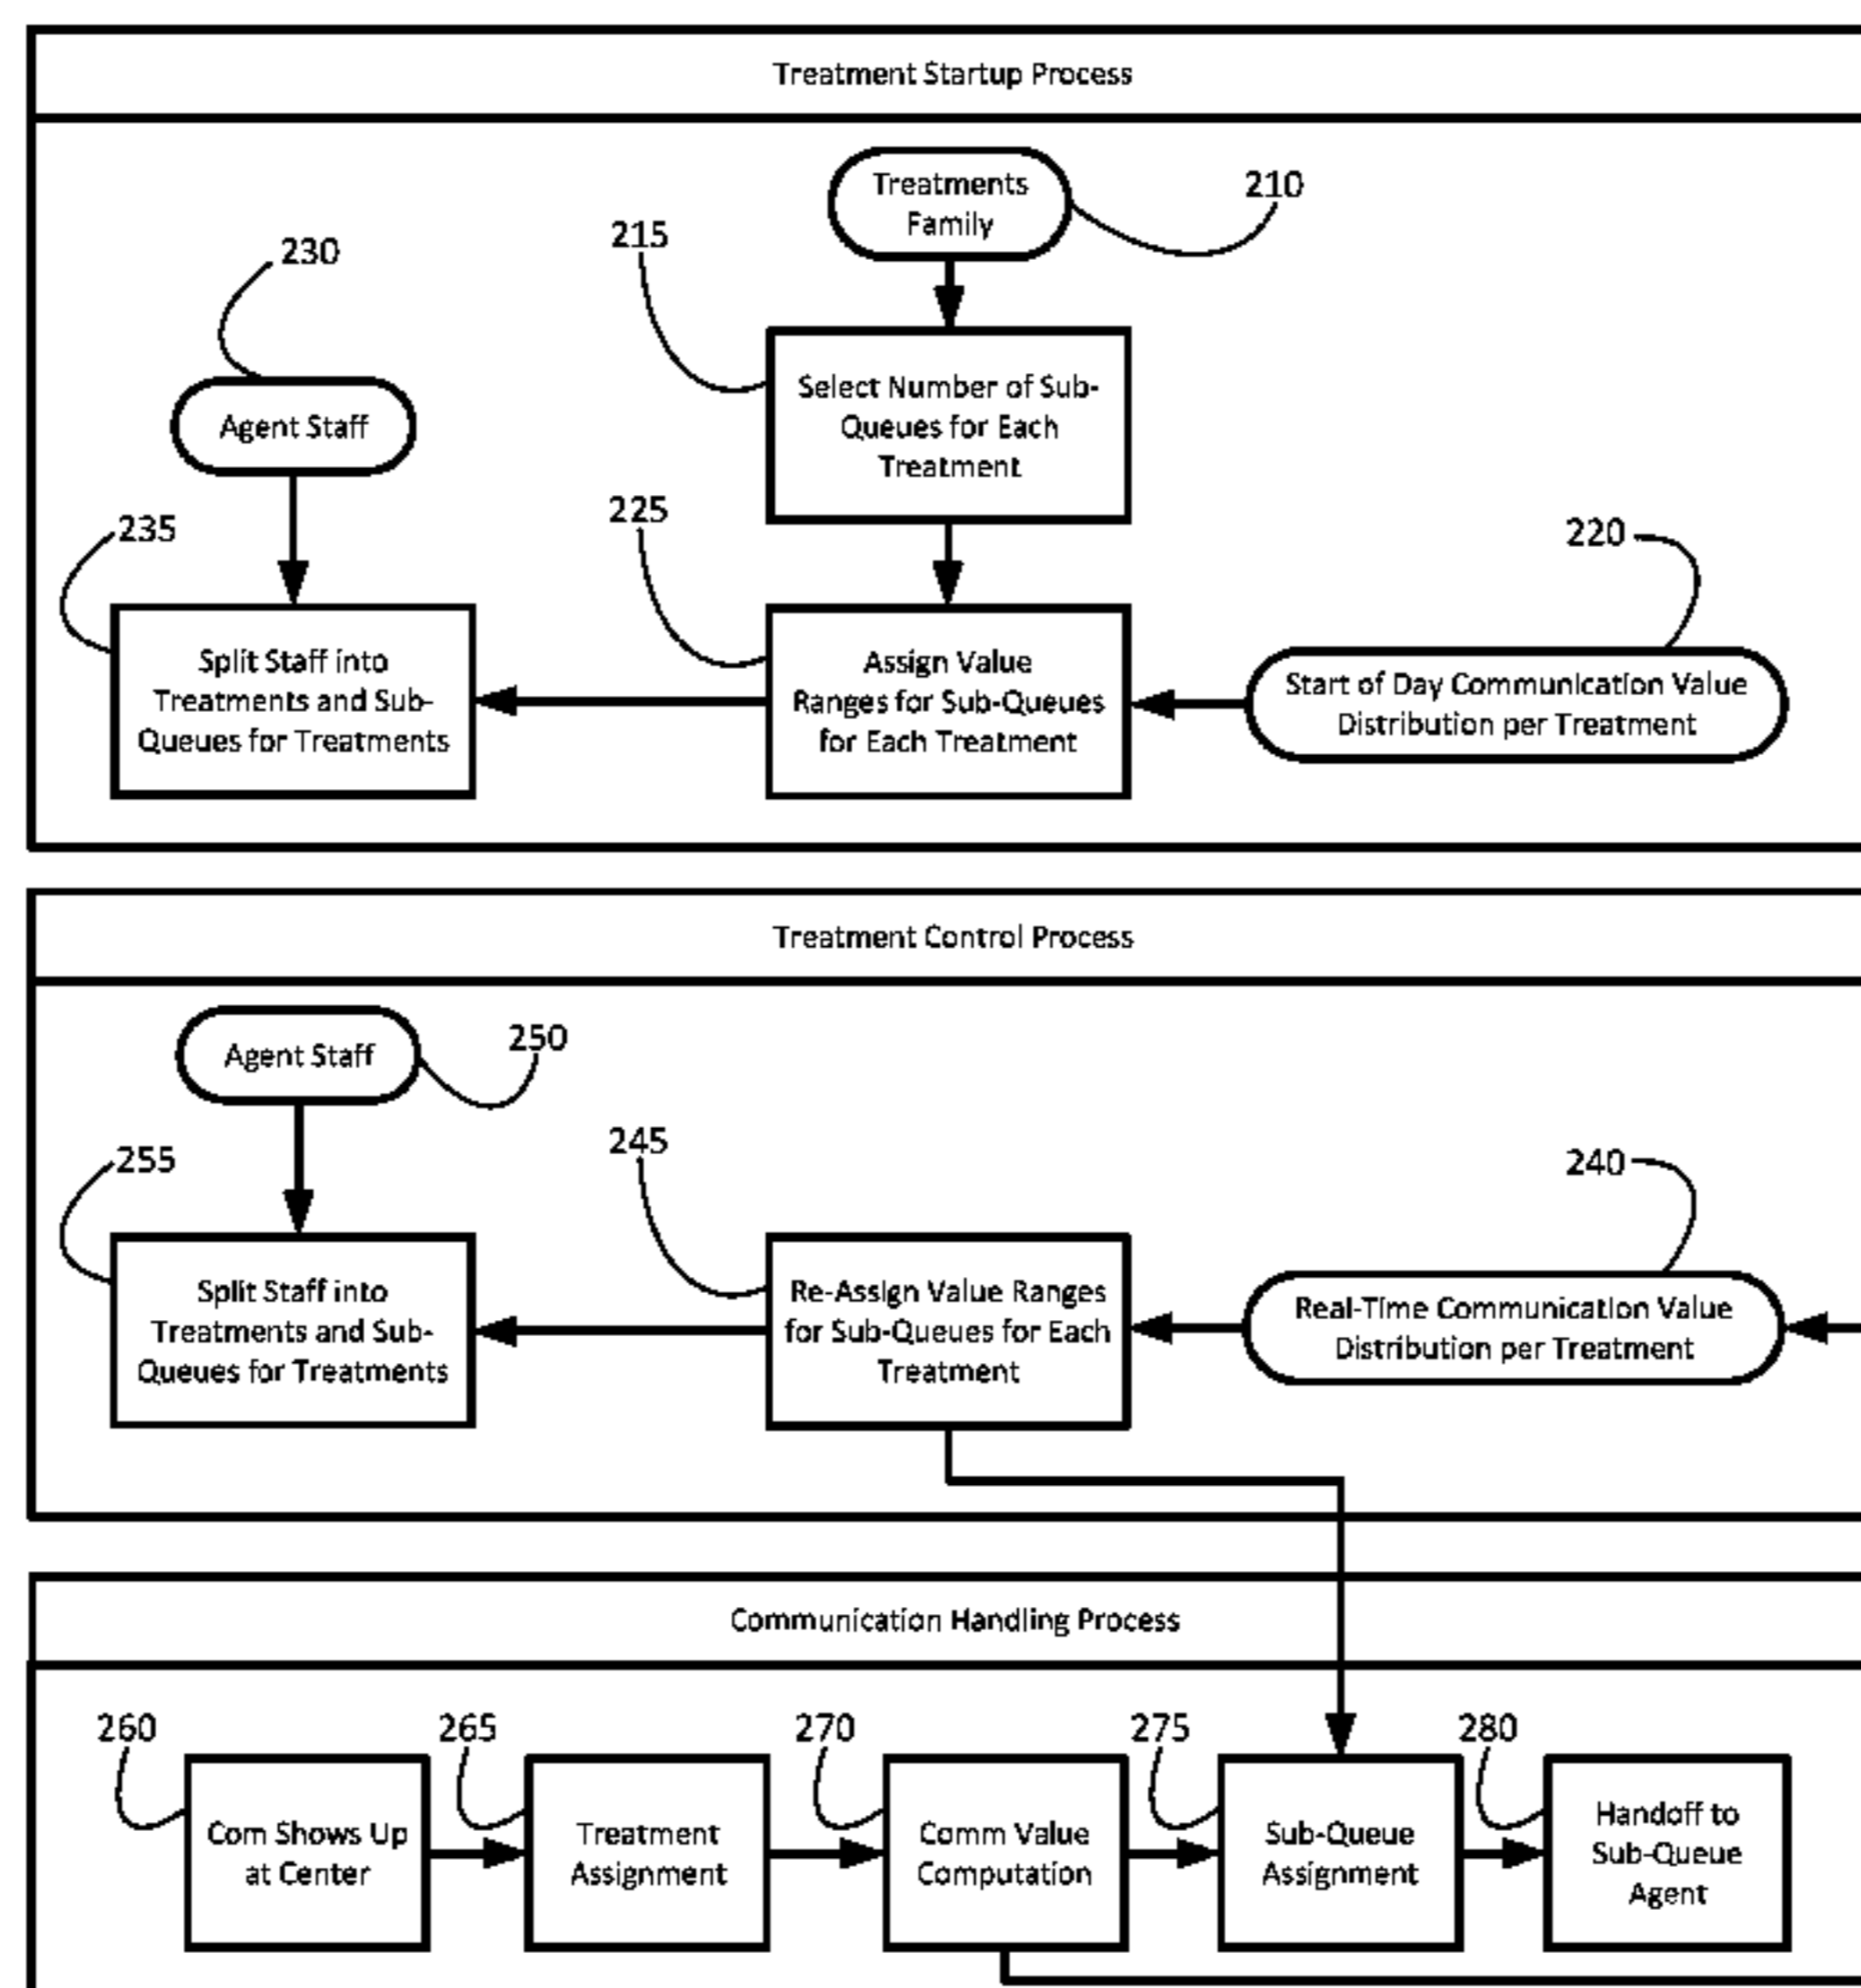 Treatment Startup Process
Treatments
Family
210
215
230
Select Number of Sub-
Queues for Each
Treatment
Agent Staff
225
235
220
Split Staff into
Treatments and Sub-
Queues for Treatments
Assign Value
Ranges for Sub-Queues
for Each Treatment
Start of Day Communication Value
Distribution per Treatment
Treatment Control Process
Agent Staff
250
245
255
240
Split Staff into
Treatments and Sub-
Queues for Treatments
Re-Assign Value Ranges
for Sub-Queues for Each
Treatment
Real-Time Communication Value
Distribution per Treatment
Communication Handling Process
260
265
270
275
280
Com Shows Up
at Center
Treatment
Assignment
Comm Value
Computation
Sub-Queue
Assignment
Handoff to
Sub-Queue
Agent